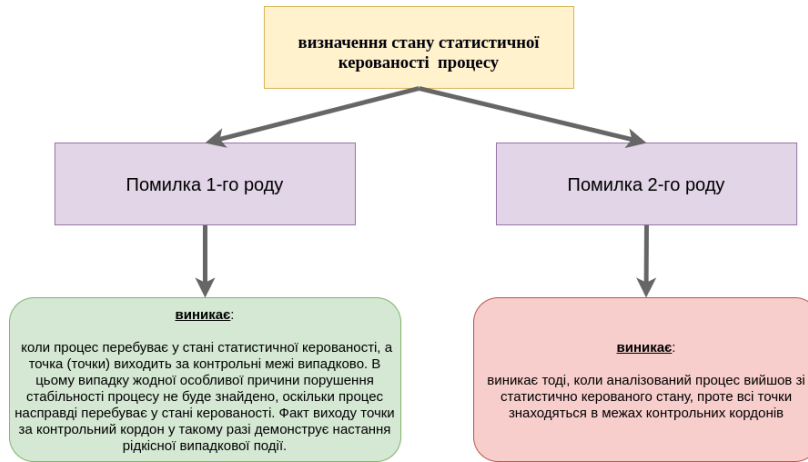 визначення стану статистичної
керованості процесу
Помилка 1-го роду
Помилка 2-го роду
виникає:
коли процес перебуває у стані статистичної керованості, а
точка (точки) виходить за контрольні межі випадково. В
цьому випадку жодної особливої причини порушення
стабільності процесу не буде знайдено, оскільки процес
насправді перебуває у стані керованості. Факт виходу точки
за контрольний кордон у такому разі демонструє настання
рідкісної випадкової події.
виникає:
виникає тоді, коли аналізований процес вийшов зі
статистично керованого стану, проте всі точки
знаходяться в межах контрольних кордонів